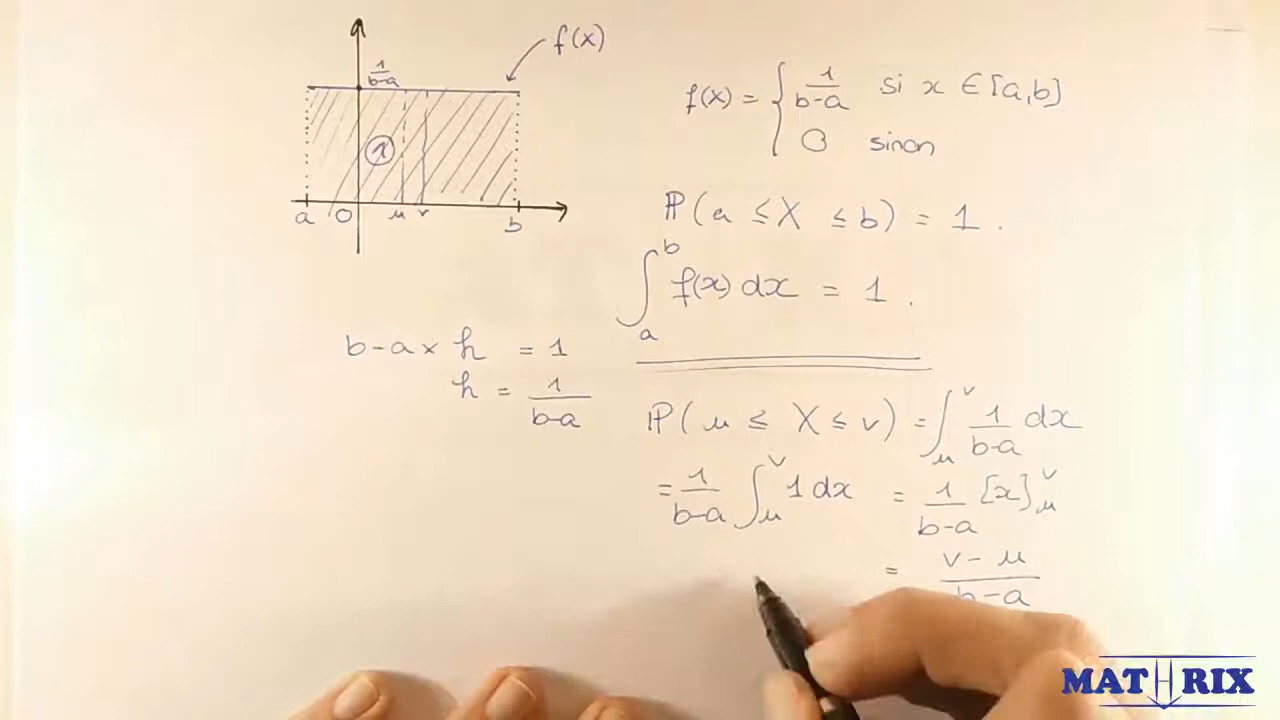 f(x)
1/(b-a)
1
a 0 u v b
b-a × h = 1
h = 1/(b-a)
f(x) = { 1/(b-a) si x ∈ [a,b]
0 sinon
ℙ(a ≤ X ≤ b) = 1.
∫_a^b f(x) dx = 1.
ℙ(u ≤ X ≤ v) = ∫_u^v 1/(b-a) dx
= 1/(b-a) ∫_u^v 1 dx = 1/(b-a) [x]_u^v
= (v-u)/(b-a)
MATHRIX